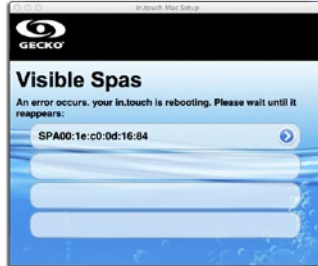 in.touch Mac Setup
GECKO
Visible Spas
An error occurs. your in.touch is rebooting. Please wait until it
reappears:
SPA00:1e:c0:0d:16:84